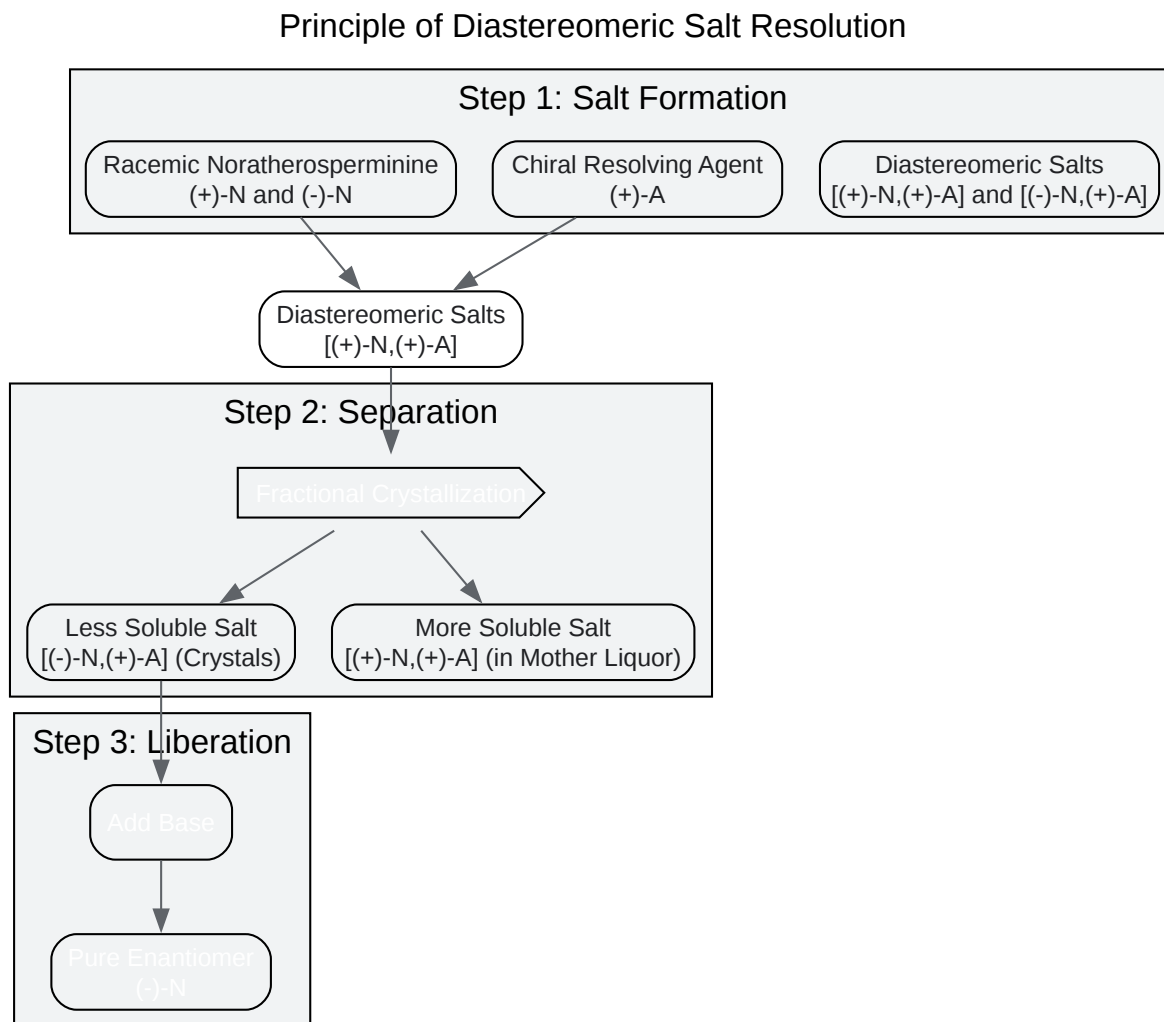 Principle of Diastereomeric Salt Resolution
Step 1: Salt Formation
Racemic Noratherosperminine
(+)-N and (-)-N
Chiral Resolving Agent
(+)-A
Diastereomeric Salts
[(+)-N,(+)-A] and [(-)-N,(+)-A]
Diastereomeric Salts
[(+)-N,(+)-A]
Step 2: Separation
Fractional Crystallization
Less Soluble Salt
[(-)-N,(+)-A] (Crystals)
More Soluble Salt
[(+)-N,(+)-A] (in Mother Liquor)
Step 3: Liberation
Add Base
Pure Enantiomer
(-)-N